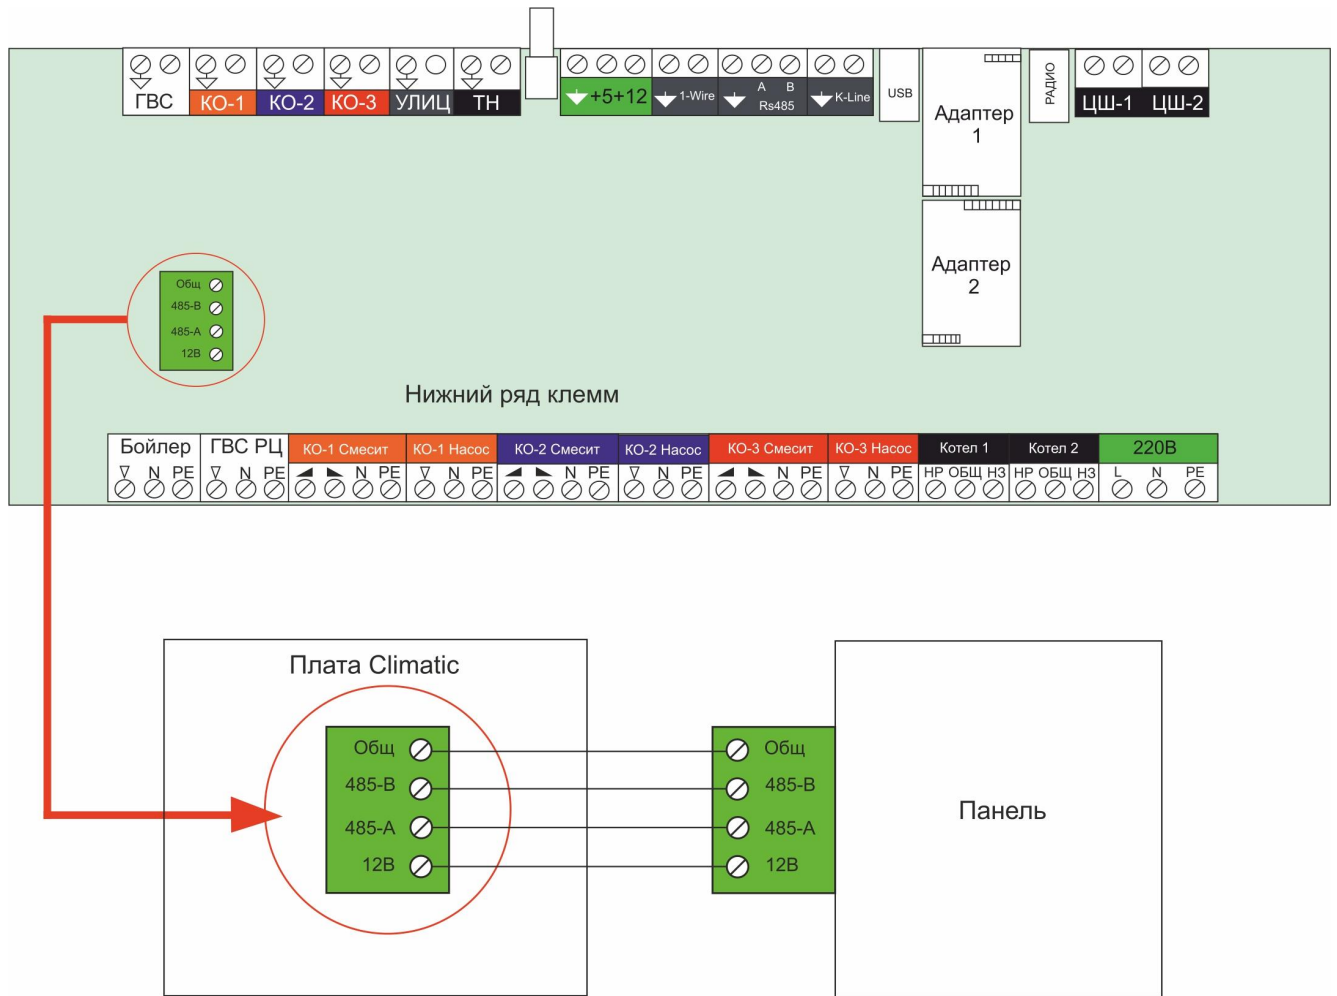 ГВС КО-1 КО-2 КО-3 УЛИЦ ТН
+5+12 1-Wire A B Rs485 K-Line
USB
Адаптер
1
РАДИО
ЦШ-1 ЦШ-2
Адаптер
2
Общ
485-B
485-A
12В
Нижний ряд клемм
Бойлер ГВС РЦ КО-1 Смесит КО-1 Насос КО-2 Смесит КО-2 Насос КО-3 Смесит КО-3 Насос Котел 1 Котел 2 220В
N PE N PE N PE N PE N PE N PE N PE N PE НР ОБЩ НЗ НР ОБЩ НЗ L N PE
Плата Climatic
Общ
485-B
485-A
12В
Общ
485-B
485-A
12В
Панель